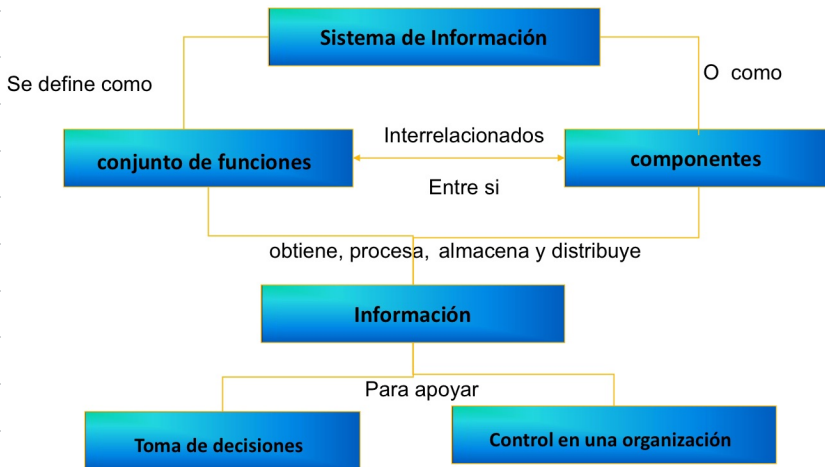 Sistema de Información
Se define como
O como
Interrelacionados
conjunto de funciones
componentes
Entre si
obtiene, procesa, almacena y distribuye
Información
Para apoyar
Toma de decisiones
Control en una organización